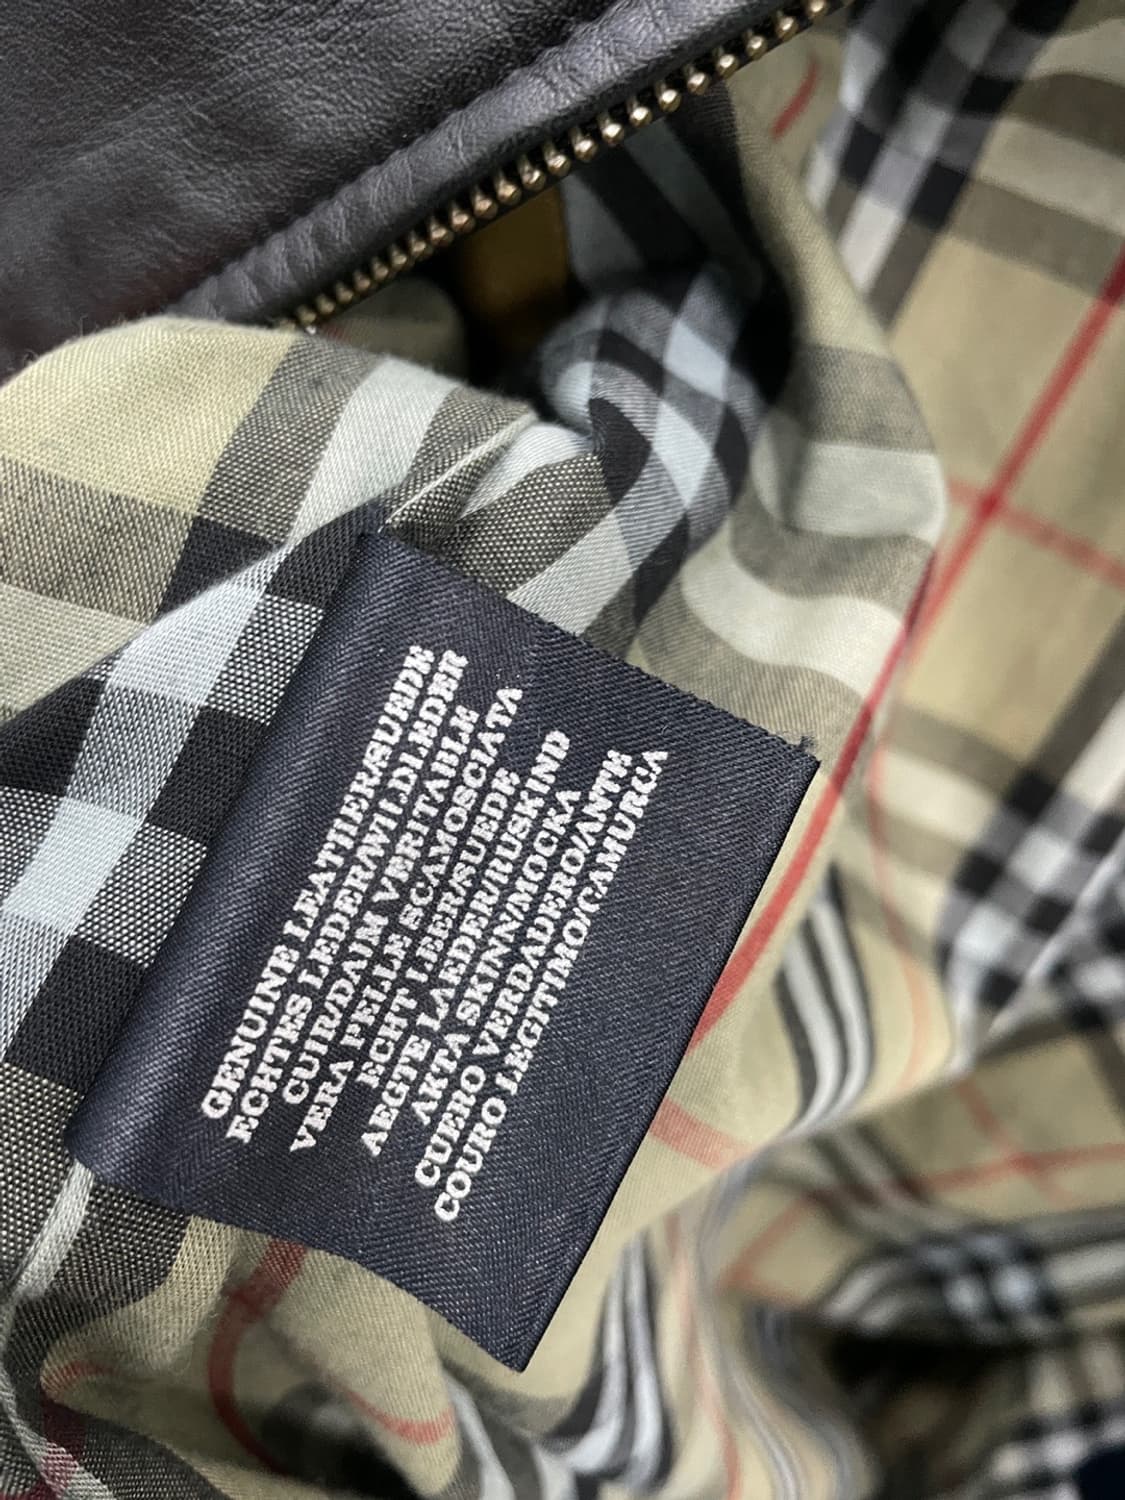 GENUINE LEATHER/SUEDE
ECHTES LEDER/WILDLEDER
CUIR/DAIM VERITABLE
VERA PELLE SCAMOSCIATA
ECHT LEER/SUEDE
AEGTE LAEDER/RUSKIND
AKTA SKINN/MOCKA
CUERO VERDADERO/ANTE
COURO LEGITIMO/CAMURCA